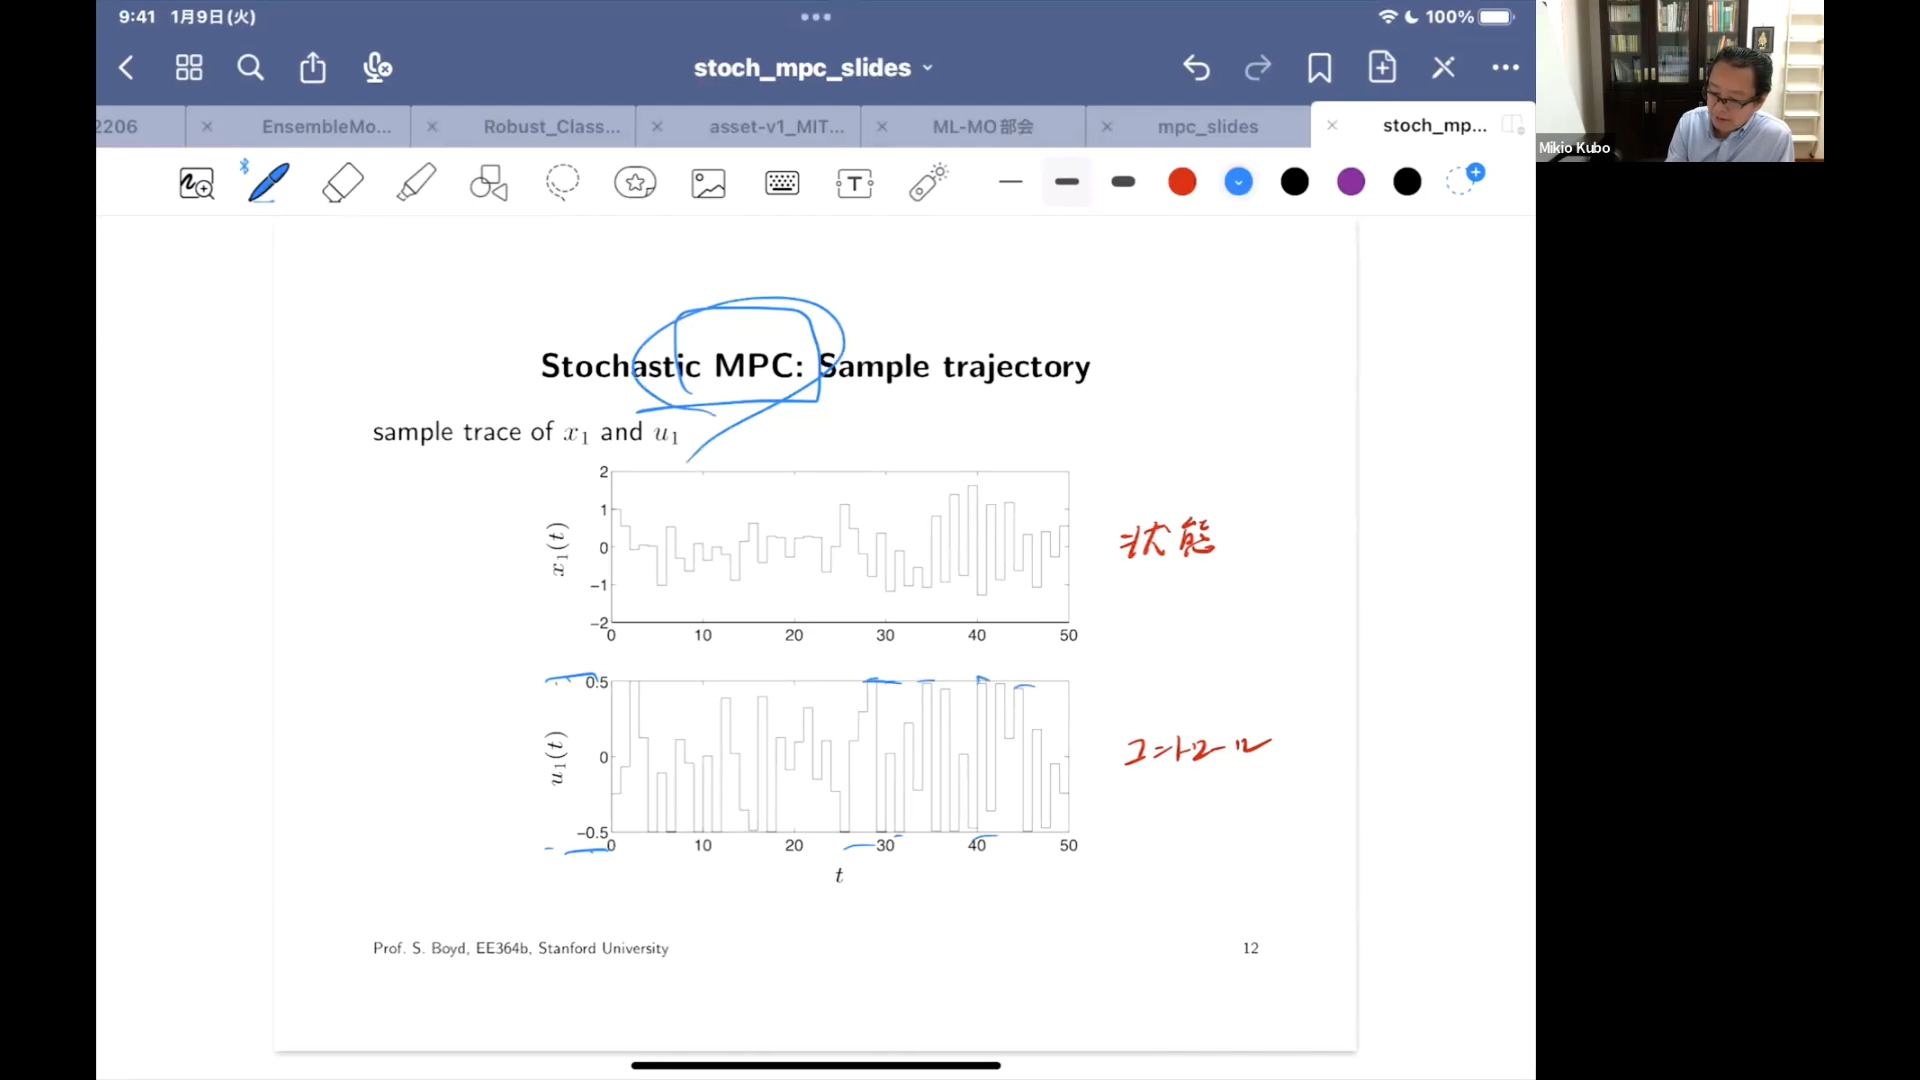 9:41 1月9日(火)
100%
stoch_mpc_slides
2206
EnsembleMo...
Robust_Class...
asset-v1_MIT...
ML-MO部会
mpc_slides
stoch_mp...
Mikio Kubo
T
Stochastic MPC: Sample trajectory
sample trace of x₁ and u₁
x₁(t)
2
1
0
−1
−2
0 10 20 30 40 50
状態
u₁(t)
0.5
0
−0.5
0 10 20 30 40 50
t
コントロール
Prof. S. Boyd, EE364b, Stanford University
12